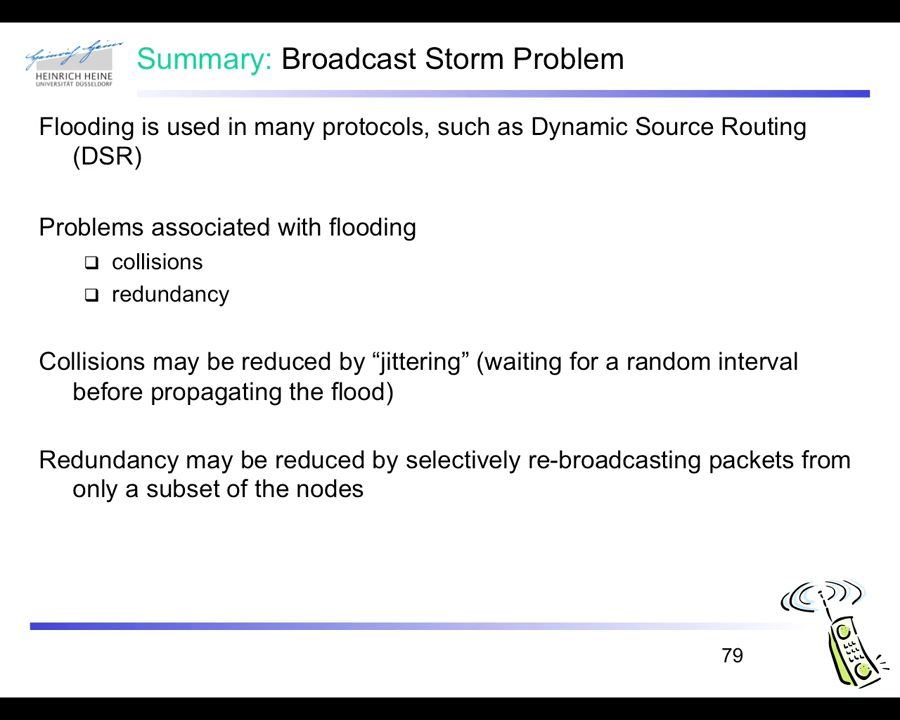 Heinrich Heine
HEINRICH HEINE
UNIVERSITÄT DÜSSELDORF
Summary: Broadcast Storm Problem
Flooding is used in many protocols, such as Dynamic Source Routing
(DSR)
Problems associated with flooding
❑ collisions
❑ redundancy
Collisions may be reduced by “jittering” (waiting for a random interval
before propagating the flood)
Redundancy may be reduced by selectively re-broadcasting packets from
only a subset of the nodes
79